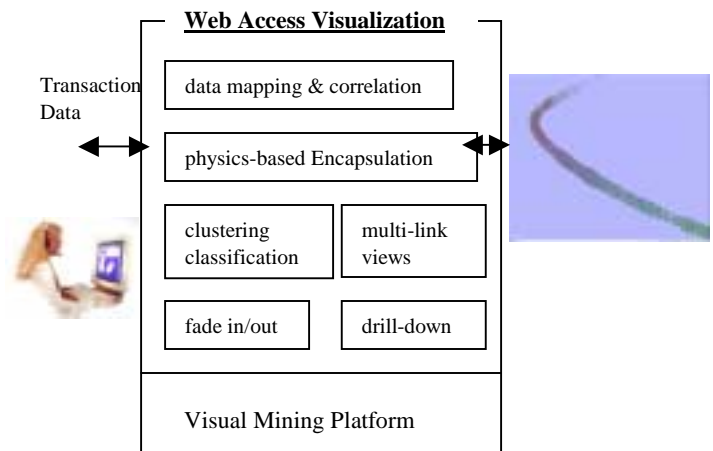 Web Access Visualization
Transaction
Data
data mapping & correlation
physics-based Encapsulation
clustering
classification
multi-link
views
fade in/out
drill-down
Visual Mining Platform